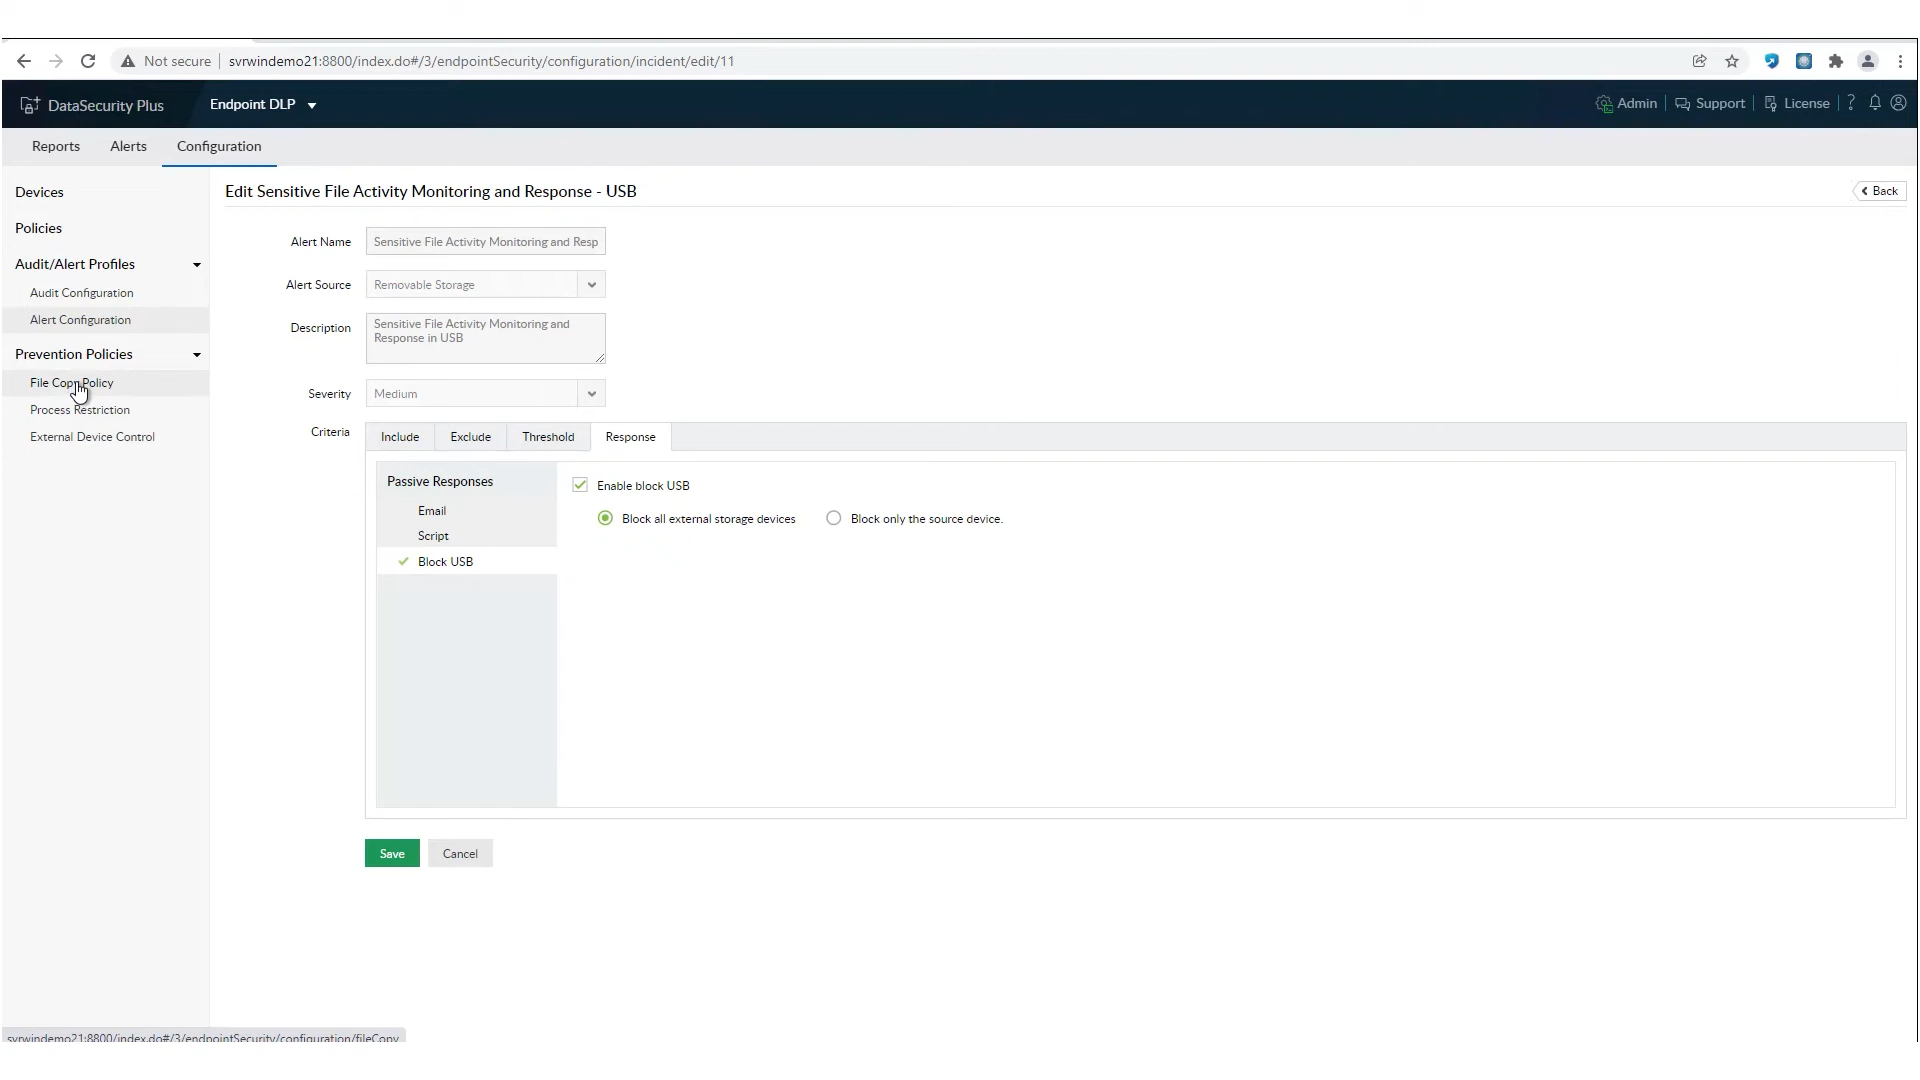 Not secure svrwindemo21:8800/index.do#/3/endpointSecurity/configuration/incident/edit/11
DataSecurity Plus Endpoint DLP Admin Support License ?
Reports Alerts Configuration
Devices
Policies
Audit/Alert Profiles
Audit Configuration
Alert Configuration
Prevention Policies
File Copy Policy
Process Restriction
External Device Control
Edit Sensitive File Activity Monitoring and Response - USB
Back
Alert Name Sensitive File Activity Monitoring and Resp
Alert Source Removable Storage
Description Sensitive File Activity Monitoring and
Response in USB
Severity Medium
Criteria Include Exclude Threshold Response
Passive Responses
Email
Script
Block USB
Enable block USB
Block all external storage devices Block only the source device.
Save Cancel
svrwindemo21:8800/index.do#/3/endpointSecurity/configuration/fileCopy